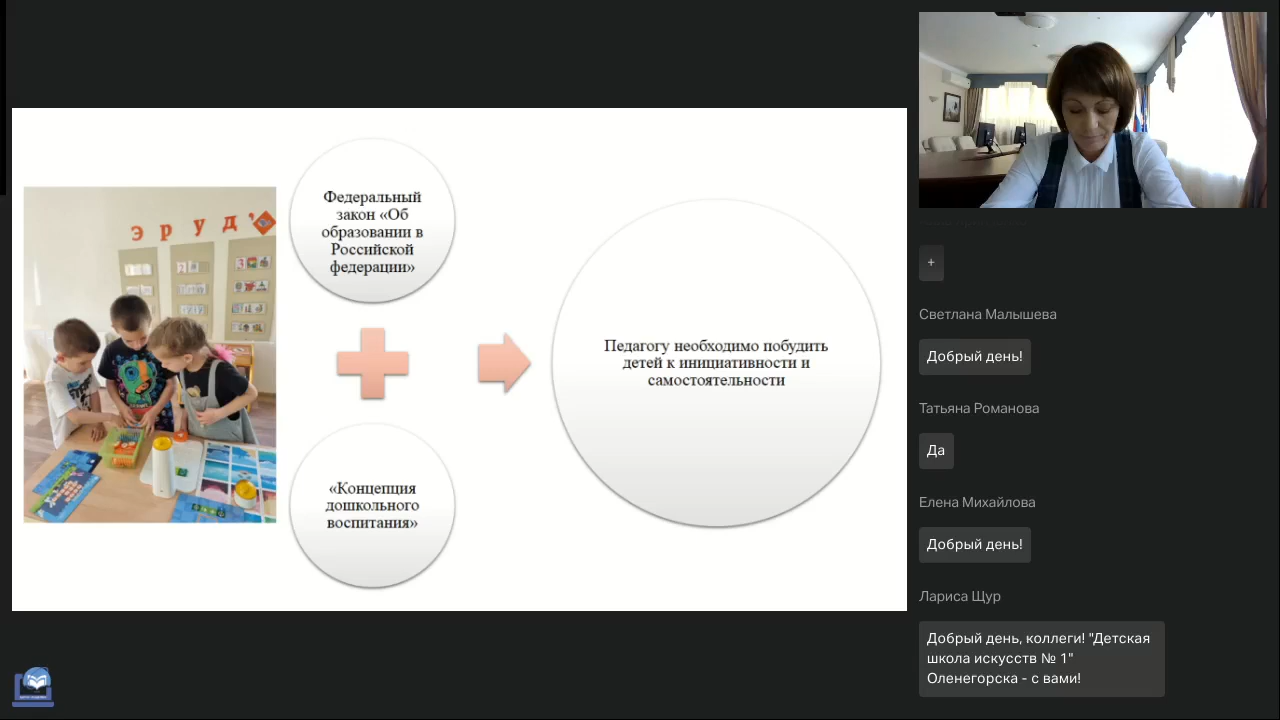 Э Р У Д
Федеральный
закон «Об
образовании в
Российской
федерации»
«Концепция
дошкольного
воспитания»
Педагогу необходимо побудить
детей к инициативности и
самостоятельности
+
Светлана Малышева
Добрый день!
Татьяна Романова
Да
Елена Михайлова
Добрый день!
Лариса Щур
Добрый день, коллеги! "Детская
школа искусств № 1"
Оленегорска - с вами!